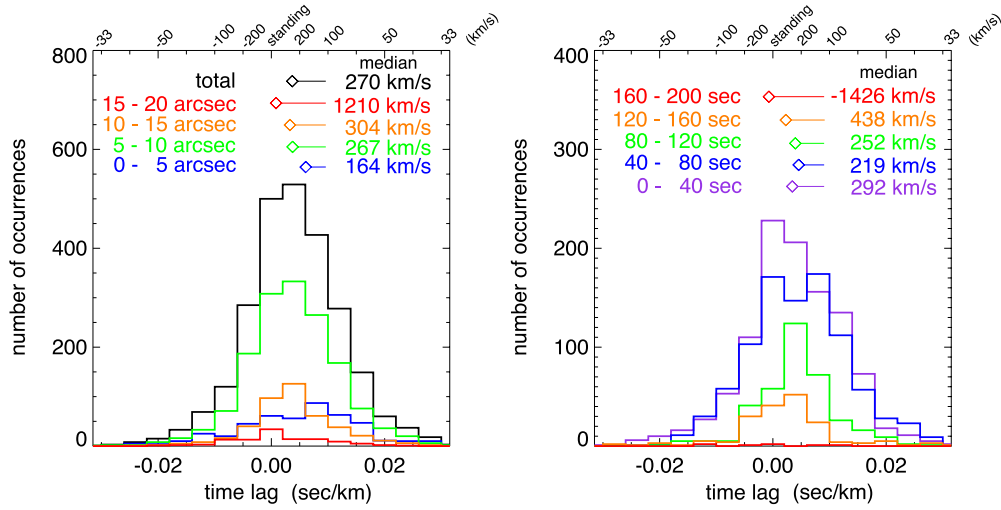 -33 -50 -100 -200 standing 200 100 50 33 (km/s)
800
600
400
200
0
number of occurrences
median
total 270 km/s
15 - 20 arcsec 1210 km/s
10 - 15 arcsec 304 km/s
5 - 10 arcsec 267 km/s
0 - 5 arcsec 164 km/s
-0.02 0.00 0.02
time lag (sec/km)
-33 -50 -100 -200 standing 200 100 50 33 (km/s)
400
300
200
100
0
number of occurrences
median
160 - 200 sec -1426 km/s
120 - 160 sec 438 km/s
80 - 120 sec 252 km/s
40 - 80 sec 219 km/s
0 - 40 sec 292 km/s
-0.02 0.00 0.02
time lag (sec/km)